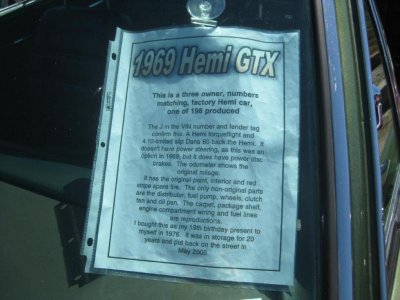 1969 Hemi GTX
This is a three owner, numbers
matching, factory Hemi car,
one of 198 produced
The J in the VIN number and fender tag
confirm this. A Hemi torqueflight and
4.10 limited slip Dana 60 back the Hemi. It
doesn't have power steering, as this was an
option in 1969, but it does have power disc
brakes. The odometer shows the
original milage.
It has the original paint, interior and red
stripe spare tire. The only non-original parts
are the distributer, fuel pump, wheels, clutch
fan and oil pan. The carpet, package shelf,
engine compartment wiring and fuel lines
are reproductions.
I bought this as my 19th birthday present to
myself in 1976. It was in storage for 20
years and put back on the street in
May 2006.